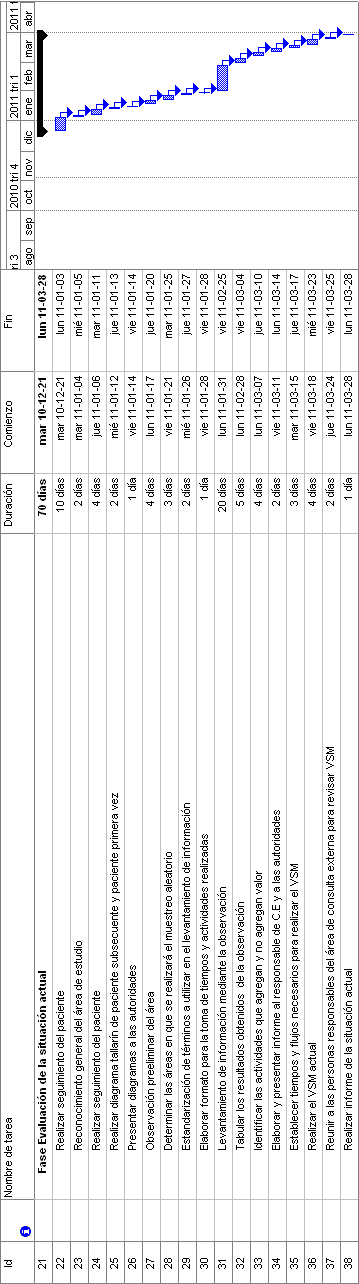 Id Nombre de tarea Duración Comienzo Fin tri 3 2010 tri 4 2011 tri 1 2011 t
ago sep oct nov dic ene feb mar abr
21 Fase Evaluación de la situación actual 70 días mar 10-12-21 lun 11-03-28
22 Realizar seguimiento del paciente 10 días mar 10-12-21 lun 11-01-03
23 Reconocimiento general del área de estudio 2 días mar 11-01-04 mié 11-01-05
24 Realizar seguimiento del paciente 4 días jue 11-01-06 mar 11-01-11
25 Realizar diagrama tallarín de paciente subsecuente y paciente primera vez 2 días mié 11-01-12 jue 11-01-13
26 Presentar diagramas a las autoridades 1 día vie 11-01-14 vie 11-01-14
27 Observación preeliminar del área 4 días lun 11-01-17 jue 11-01-20
28 Determinar las áreas en que se realizará el muestreo aleatorio 3 días vie 11-01-21 mar 11-01-25
29 Estandarización de términos a utilizar en el levantamiento de información 2 días mié 11-01-26 jue 11-01-27
30 Elaborar formato para la toma de tiempos y actividades realizadas 1 día vie 11-01-28 vie 11-01-28
31 Levantamiento de información mediante la observación 20 días lun 11-01-31 vie 11-02-25
32 Tabular los resultados obtenidos de la observación 5 días lun 11-02-28 vie 11-03-04
33 Identificar las actividades que agregan y no agregan valor 4 días lun 11-03-07 jue 11-03-10
34 Elaborar y presentar informe al responsable de C.E y a las autoridades 2 días vie 11-03-11 lun 11-03-14
35 Establecer tiempos y flujos necesarios para realizar el VSM 3 días mar 11-03-15 jue 11-03-17
36 Realizar el VSM actual 4 días vie 11-03-18 mié 11-03-23
37 Reunir a las personas responsables del área de consulta externa para revisar VSM 2 días jue 11-03-24 vie 11-03-25
38 Realizar informe de la situación actual 1 día lun 11-03-28 lun 11-03-28